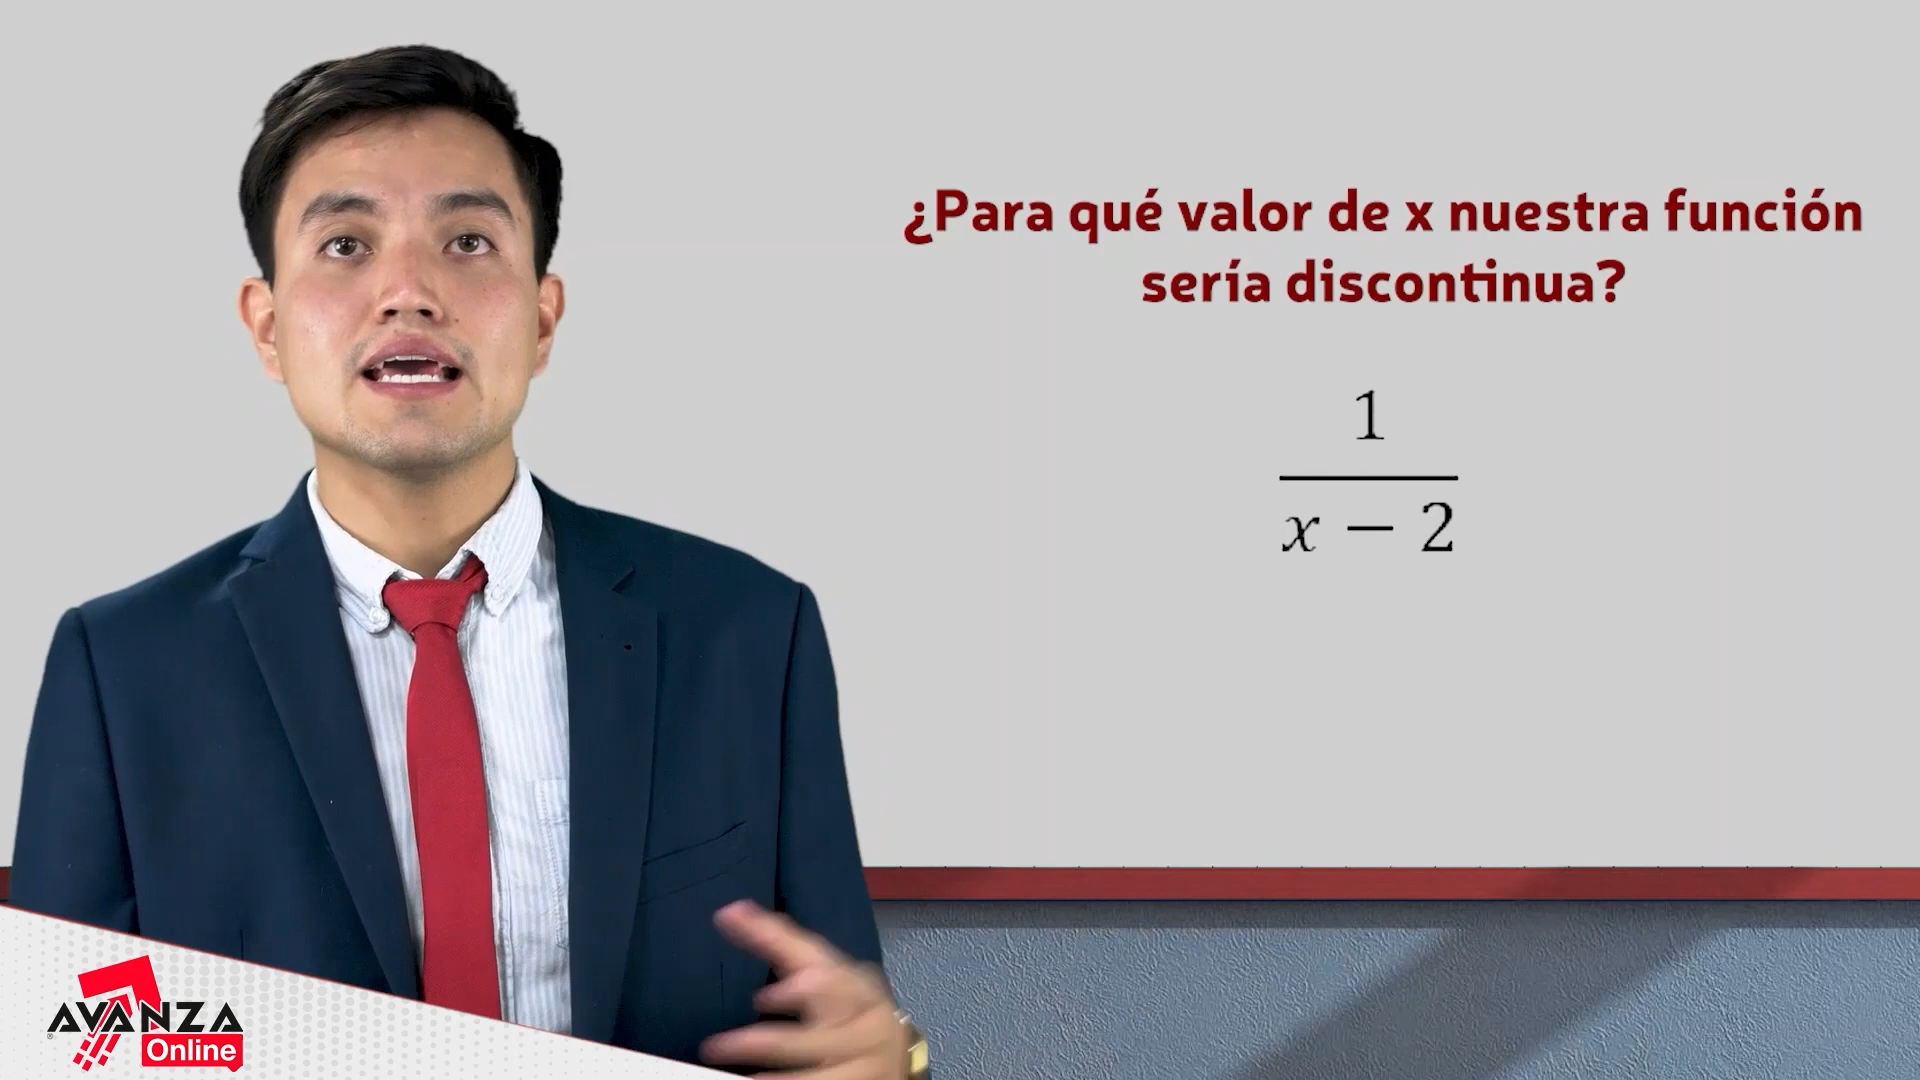 ¿Para qué valor de x nuestra función
sería discontinua?
1
x − 2
AVANZA
®
Online